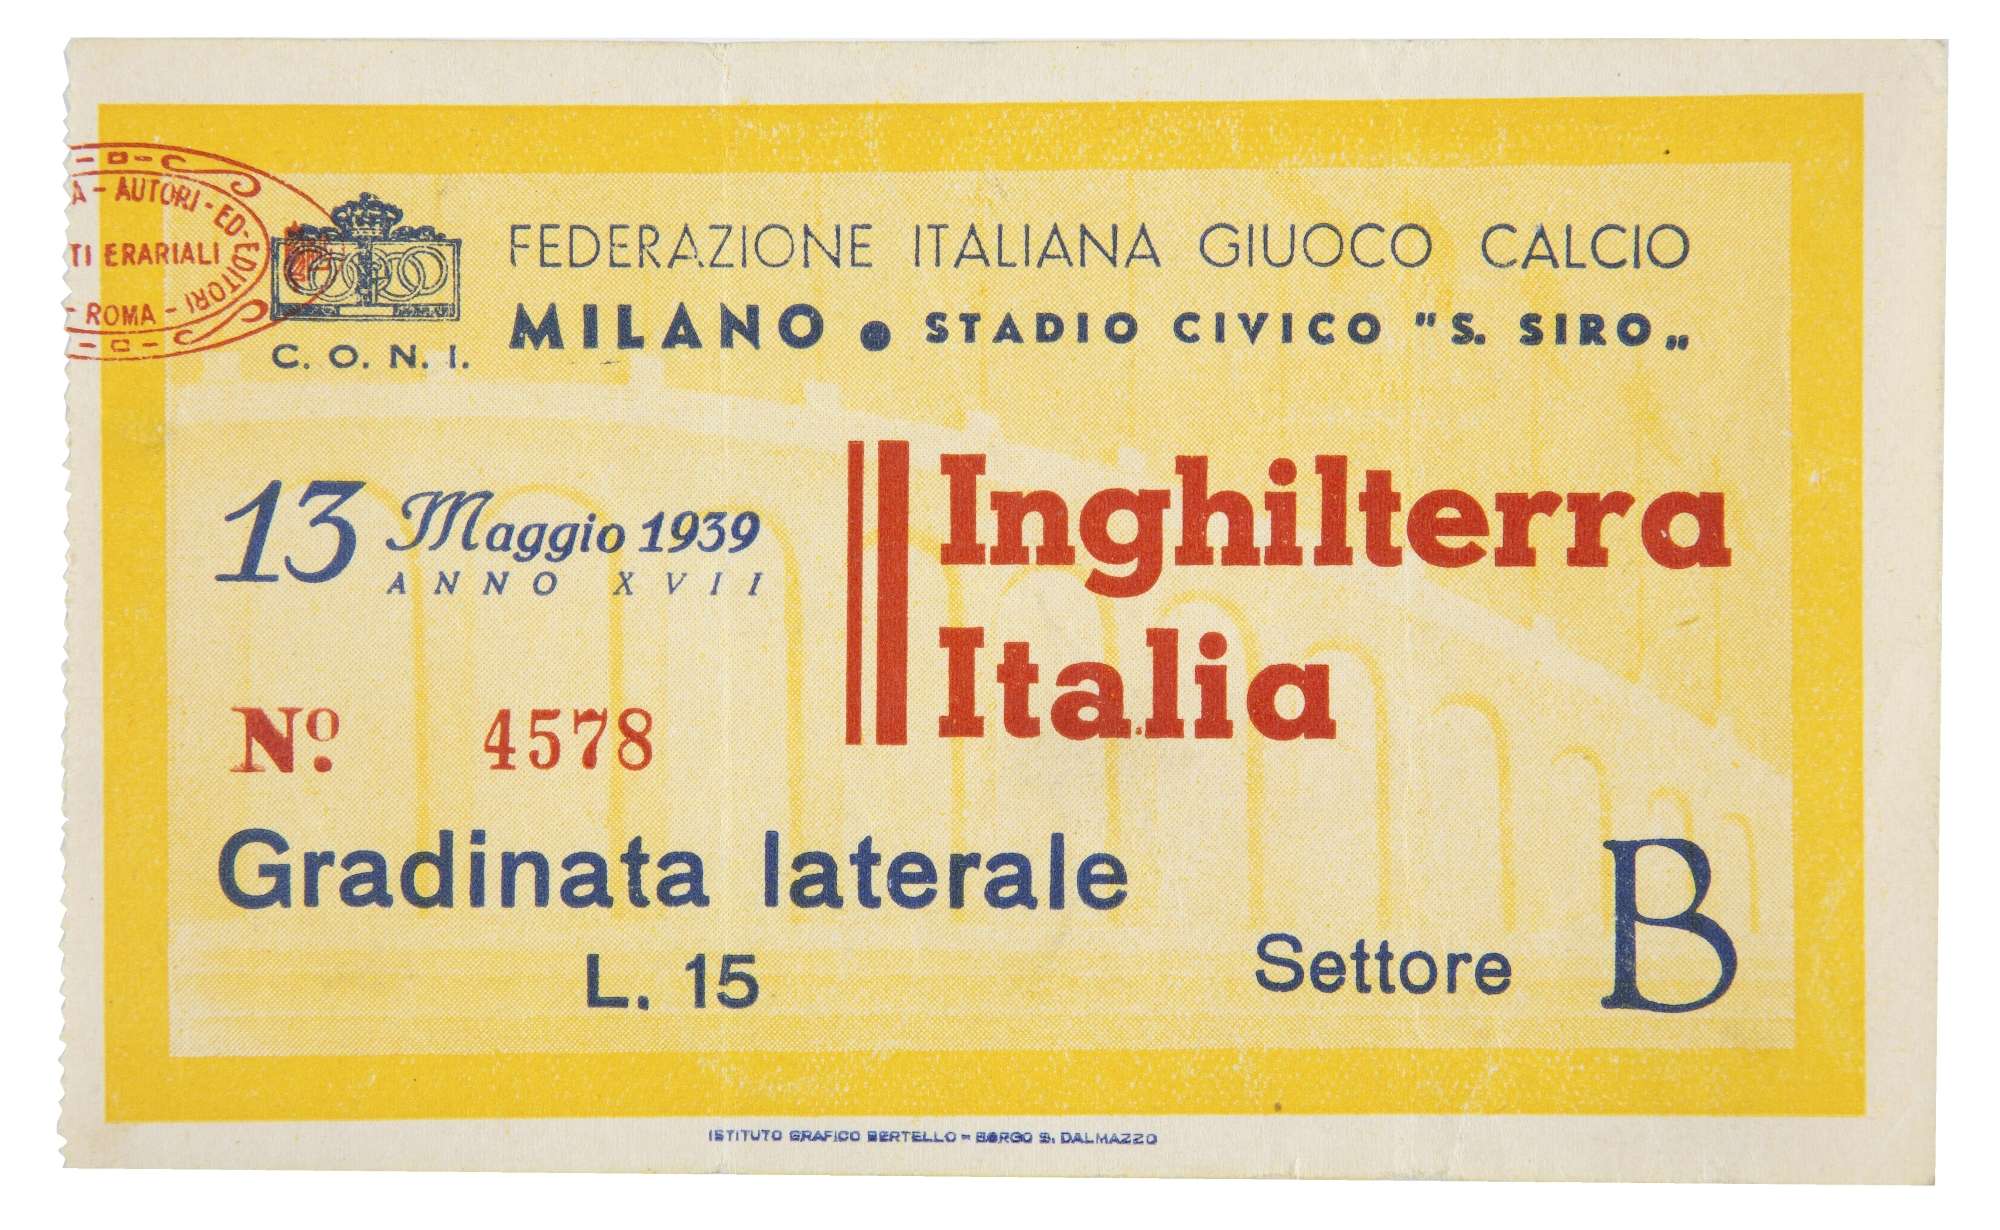 A - AUTORI - ED - EDITORI
TI ERARIALI
- ROMA -
C. O. N. I.
FEDERAZIONE ITALIANA GIUOCO CALCIO
MILANO • STADIO CIVICO "S. SIRO„
13 Maggio 1939
ANNO XVII
Inghilterra
Italia
No. 4578
Gradinata laterale
L. 15
Settore B
ISTITUTO GRAFICO BERTELLO - BORGO S. DALMAZZO